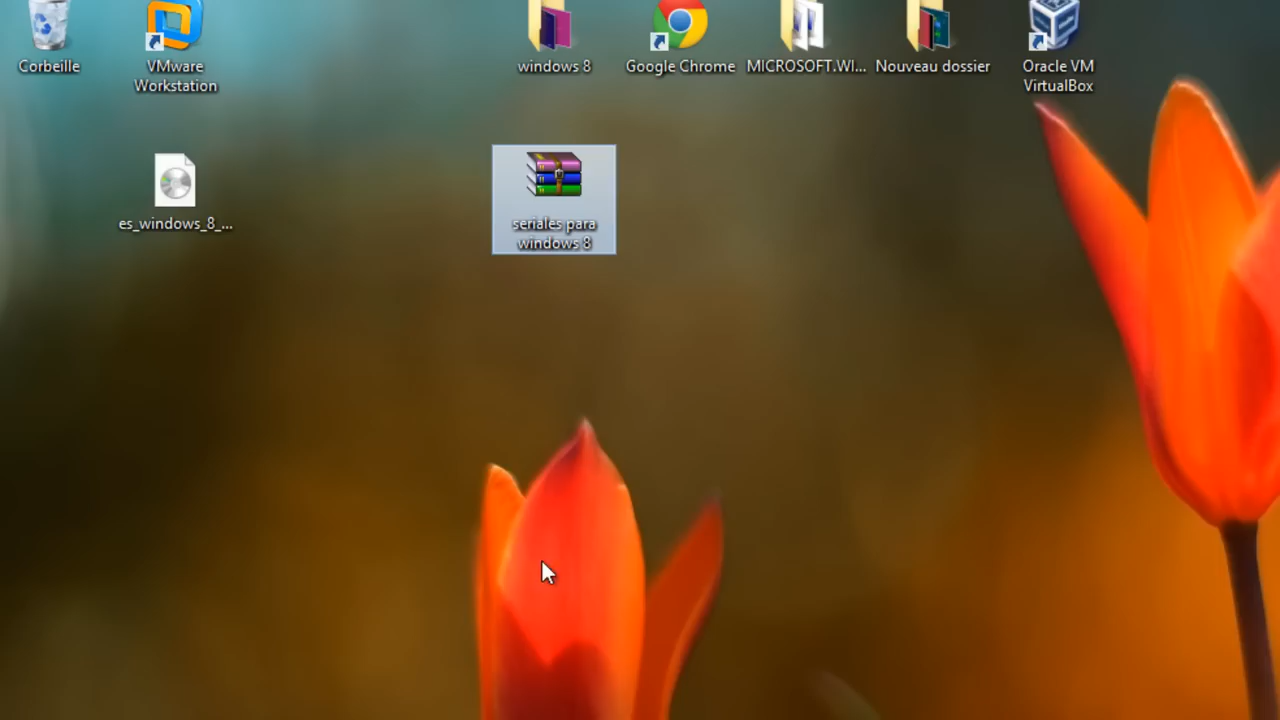 Corbeille
VMware
Workstation
windows 8
Google Chrome
MICROSOFT.WI...
Nouveau dossier
Oracle VM
VirtualBox
es_windows_8_...
seriales para
windows 8